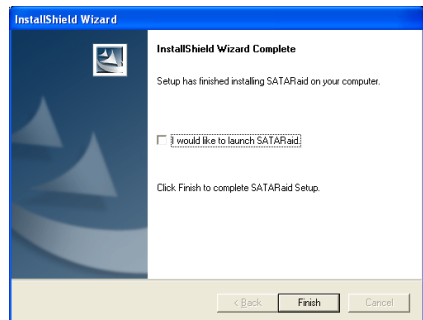 InstallShield Wizard
InstallShield Wizard Complete
Setup has finished installing SATARaid on your computer.
I would like to launch SATARaid.
Click Finish to complete SATARaid Setup.
< Back Finish Cancel